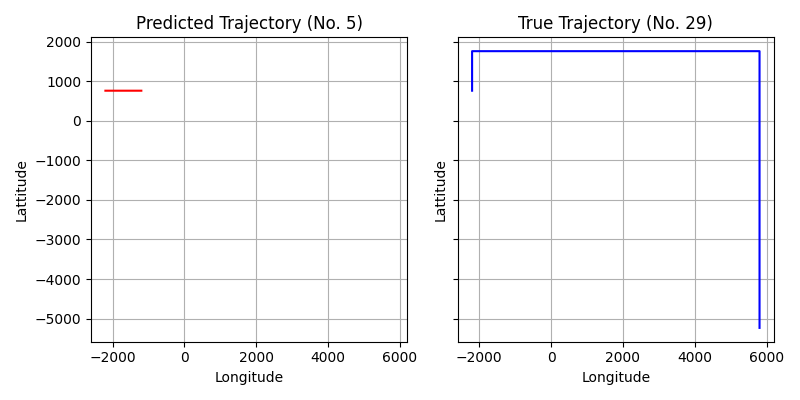 Predicted Trajectory (No. 5)
True Trajectory (No. 29)
2000
1000
0
−1000
−2000
−3000
−4000
−5000
Lattitude
Lattitude
−2000 0 2000 4000 6000
−2000 0 2000 4000 6000
Longitude
Longitude